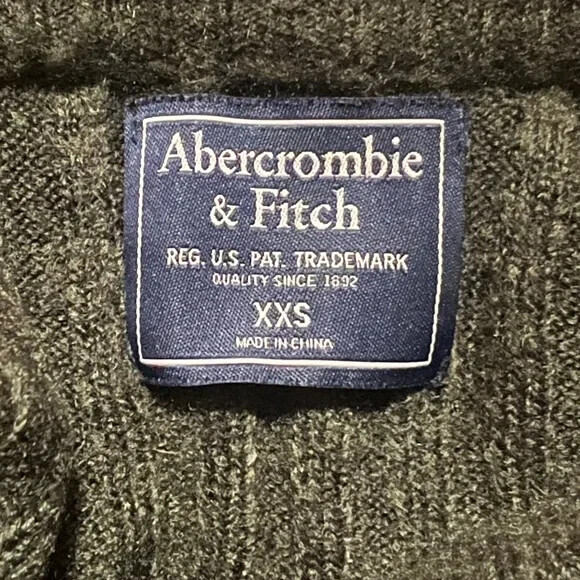 Abercrombie
& Fitch
REG. U.S. PAT. TRADEMARK
QUALITY SINCE 1892
XXS
MADE IN CHINA